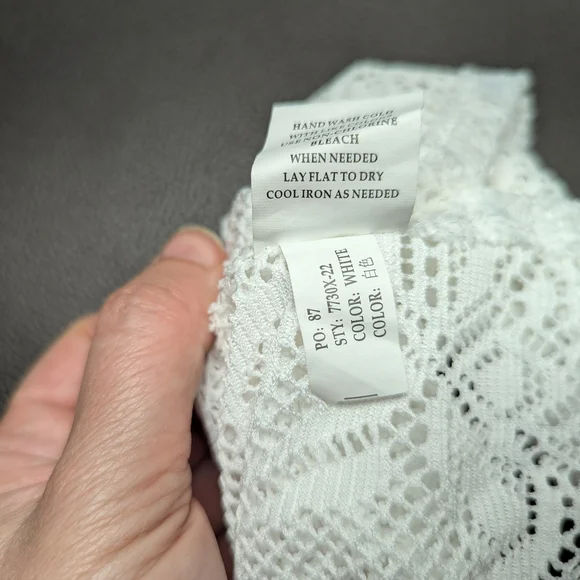 HAND WASH COLD
WITH LIKE COLORS
USE NON-CHLORINE
BLEACH
WHEN NEEDED
LAY FLAT TO DRY
COOL IRON AS NEEDED
PO: 87
STY: 7730X-22
COLOR: WHITE
COLOR: 白色